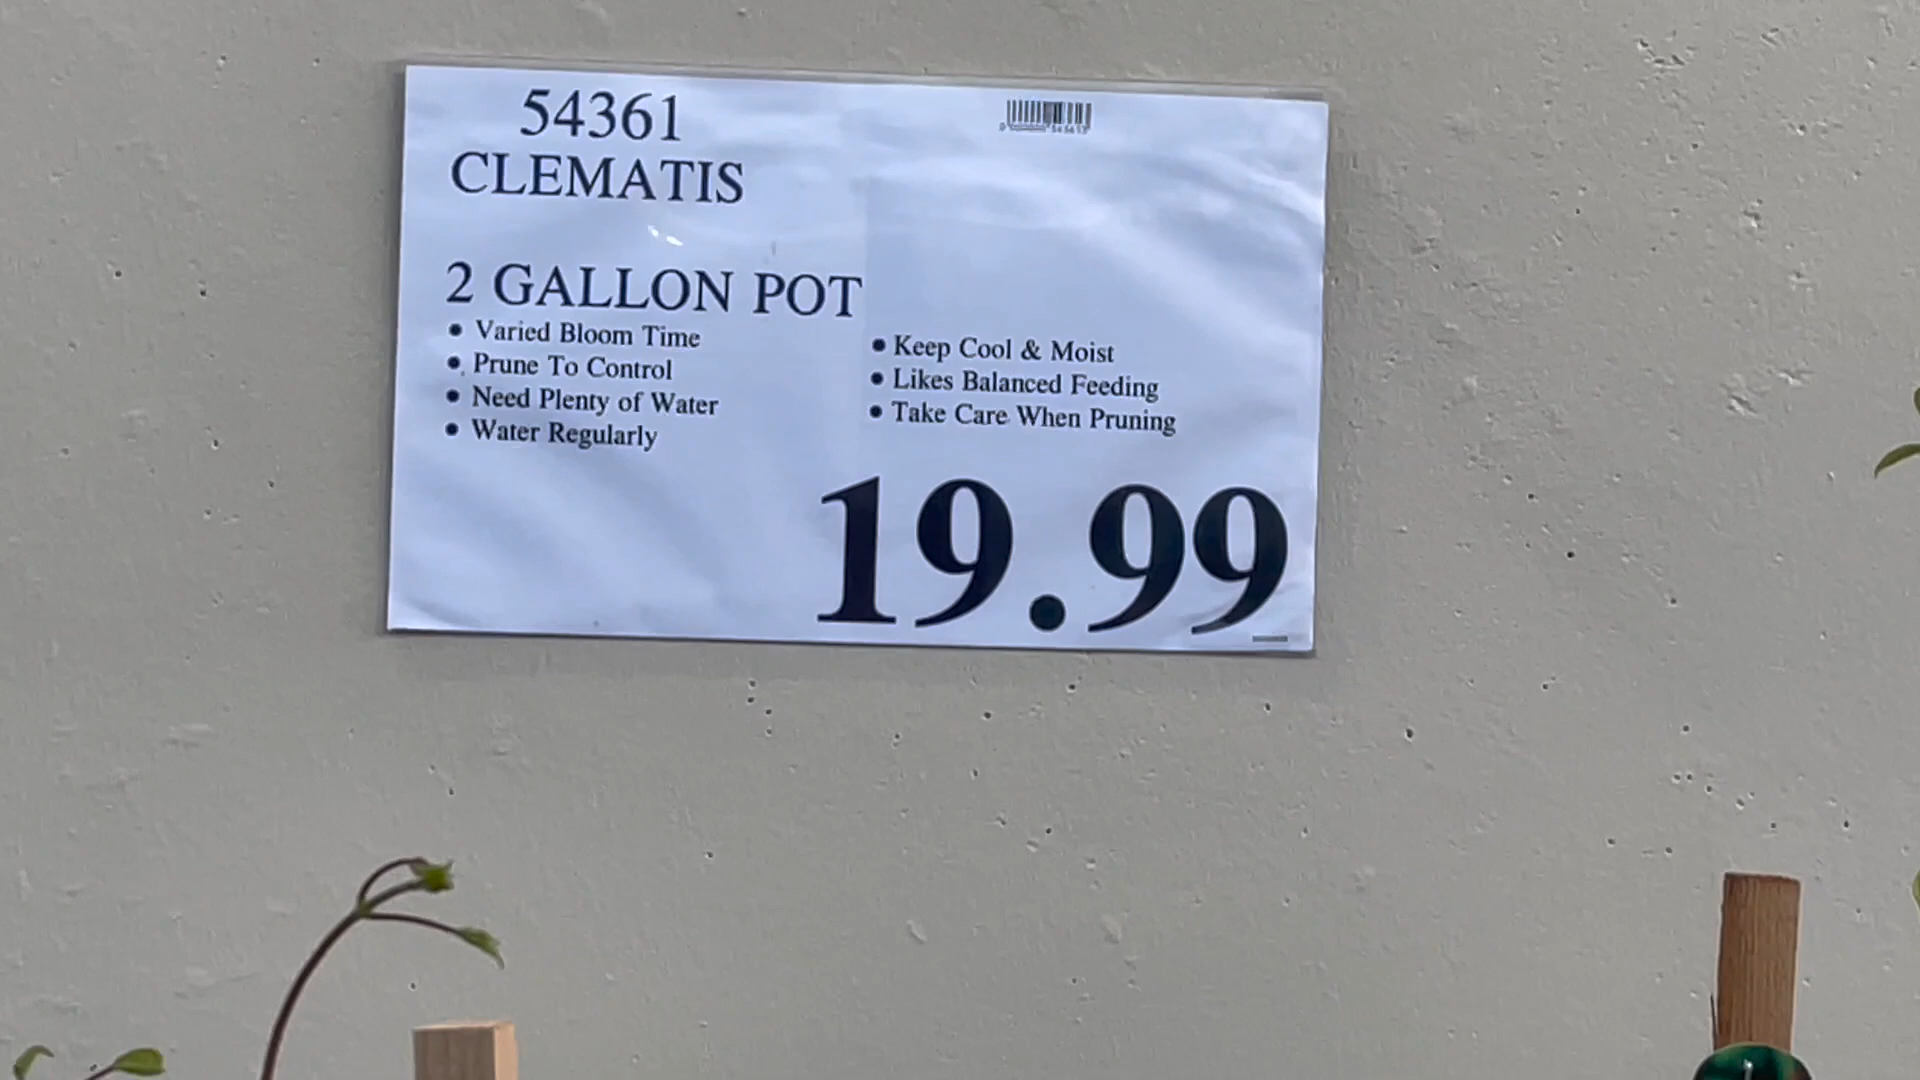 54361
CLEMATIS
2 GALLON POT
• Varied Bloom Time
• Prune To Control
• Need Plenty of Water
• Water Regularly
• Keep Cool & Moist
• Likes Balanced Feeding
• Take Care When Pruning
19.99